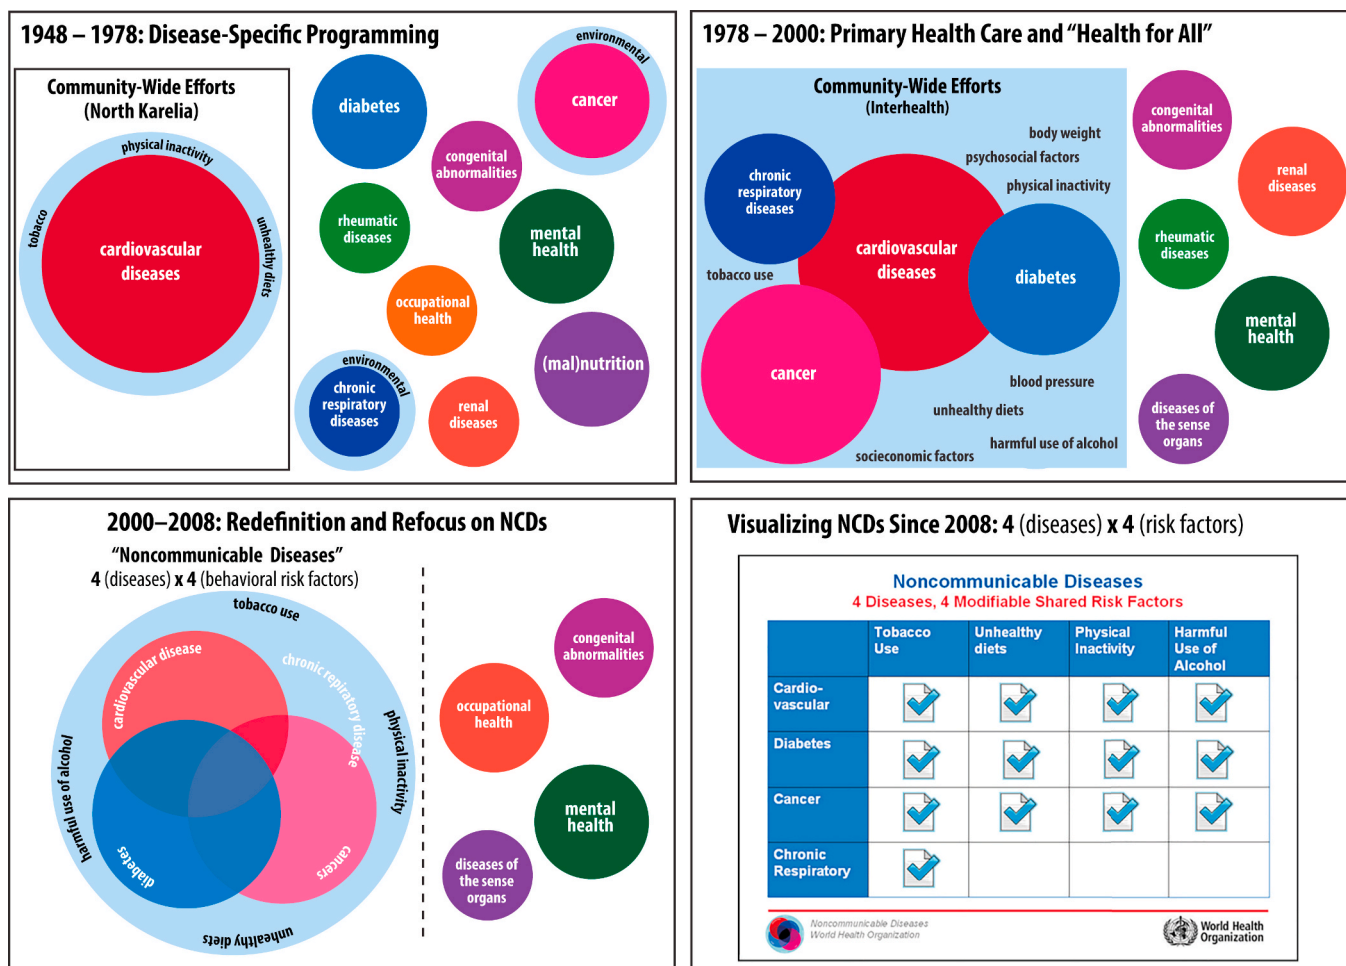 1948 – 1978: Disease-Specific Programming
Community-Wide Efforts
(North Karelia)
physical inactivity
tobacco
unhealthy diets
cardiovascular
diseases
diabetes
environmental
cancer
congenital
abnormalities
rheumatic
diseases
mental
health
occupational
health
(mal)nutrition
environmental
chronic
respiratory
diseases
renal
diseases
1978 – 2000: Primary Health Care and “Health for All”
Community-Wide Efforts
(Interhealth)
body weight
psychosocial factors
physical inactivity
chronic
respiratory
diseases
cardiovascular
diseases
diabetes
tobacco use
cancer
blood pressure
unhealthy diets
harmful use of alcohol
socieconomic factors
congenital
abnormalities
renal
diseases
rheumatic
diseases
mental
health
diseases of
the sense
organs
2000–2008: Redefinition and Refocus on NCDs
“Noncommunicable Diseases”
4 (diseases) x 4 (behavioral risk factors)
tobacco use
cardiovascular disease
chronic repiratory disease
physical inactivity
harmful use of alcohol
diabetes
cancers
unhealthy diets
congenital
abnormalities
occupational
health
mental
health
diseases of
the sense
organs
Visualizing NCDs Since 2008: 4 (diseases) x 4 (risk factors)
Noncommunicable Diseases
4 Diseases, 4 Modifiable Shared Risk Factors
Tobacco
Use
Unhealthy
diets
Physical
Inactivity
Harmful
Use of
Alcohol
Cardio-
vascular
Diabetes
Cancer
Chronic
Respiratory
Noncommunicable Diseases
World Health Organization
World Health
Organization